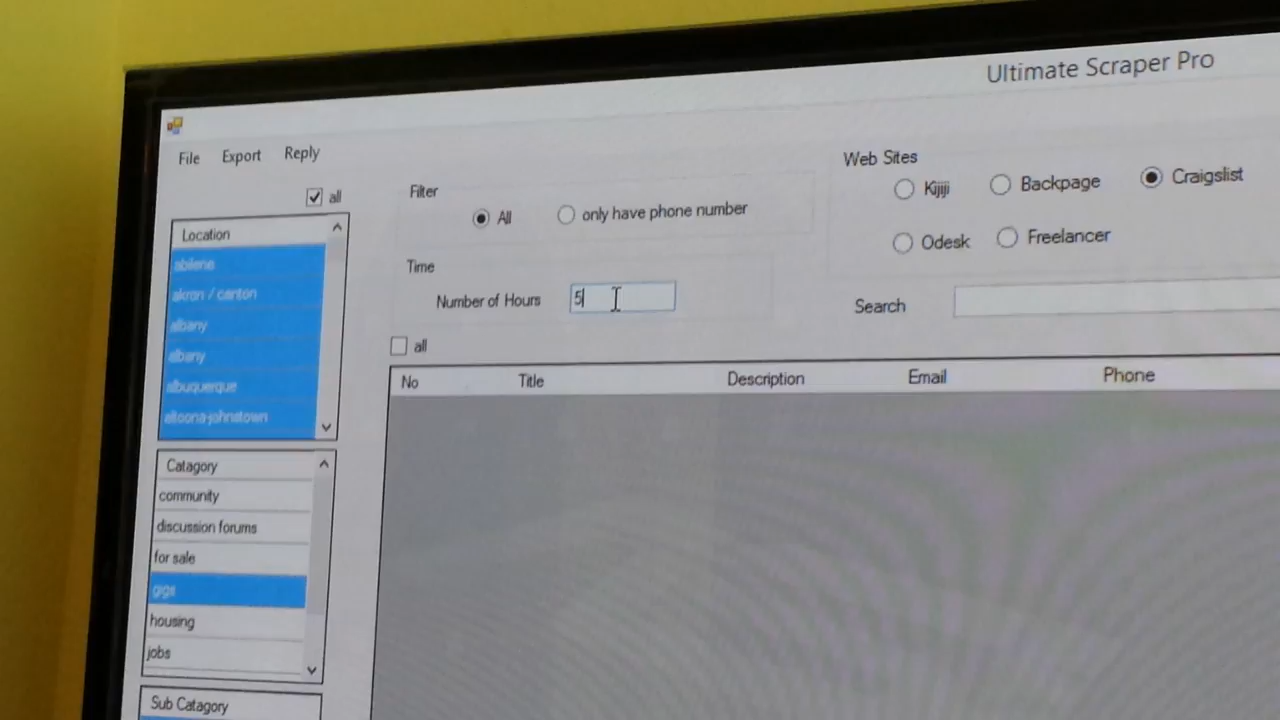 Ultimate Scraper Pro
File Export Reply
all
Location
abilene
akron / canton
albany
albany
albuquerque
altoona-johnstown
Catagory
community
discussion forums
for sale
gigs
housing
jobs
Sub Catagory
Filter
All only have phone number
Time
Number of Hours 5
Web Sites
Kijiji Backpage Craigslist
Odesk Freelancer
Search
all
No Title Description Email Phone